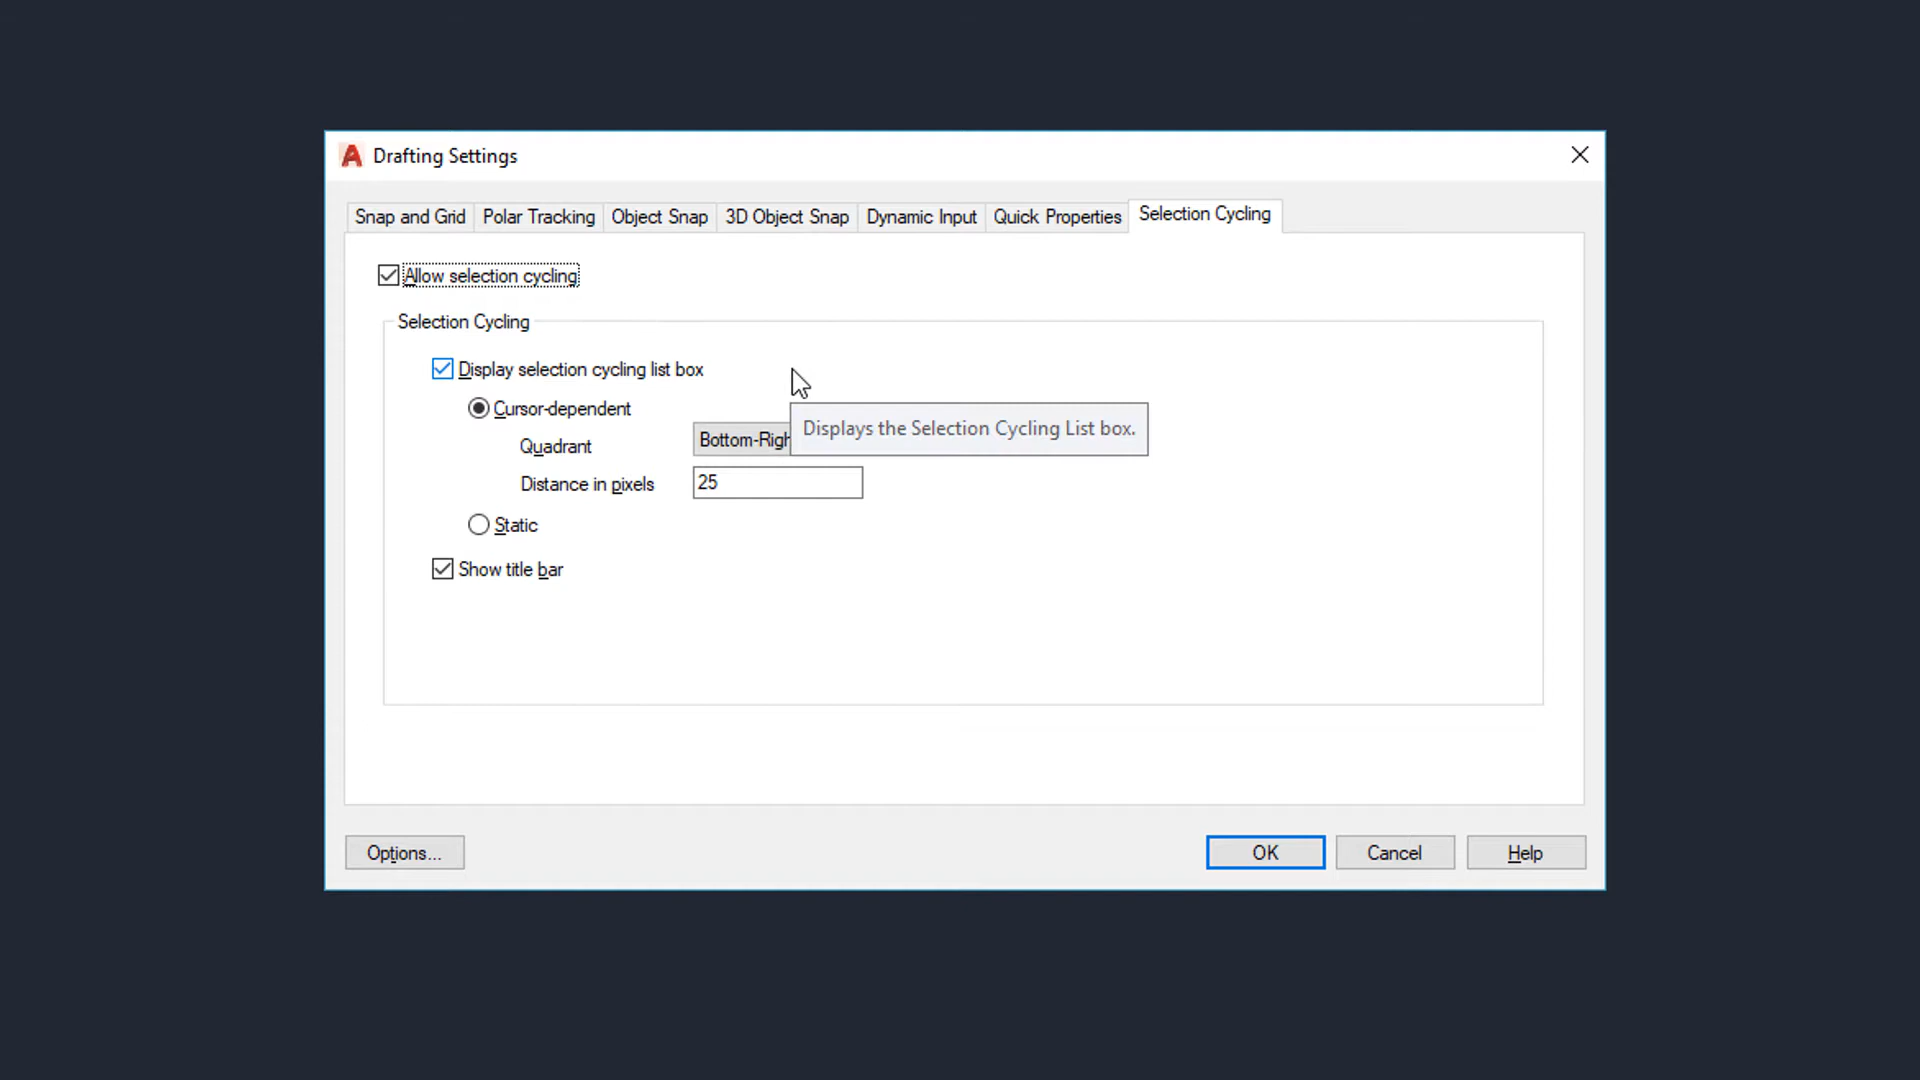 Drafting Settings
Snap and Grid Polar Tracking Object Snap 3D Object Snap Dynamic Input Quick Properties Selection Cycling
Allow selection cycling
Selection Cycling
Display selection cycling list box
Cursor-dependent
Displays the Selection Cycling List box.
Quadrant Bottom-Righ
Distance in pixels 25
Static
Show title bar
Options... OK Cancel Help